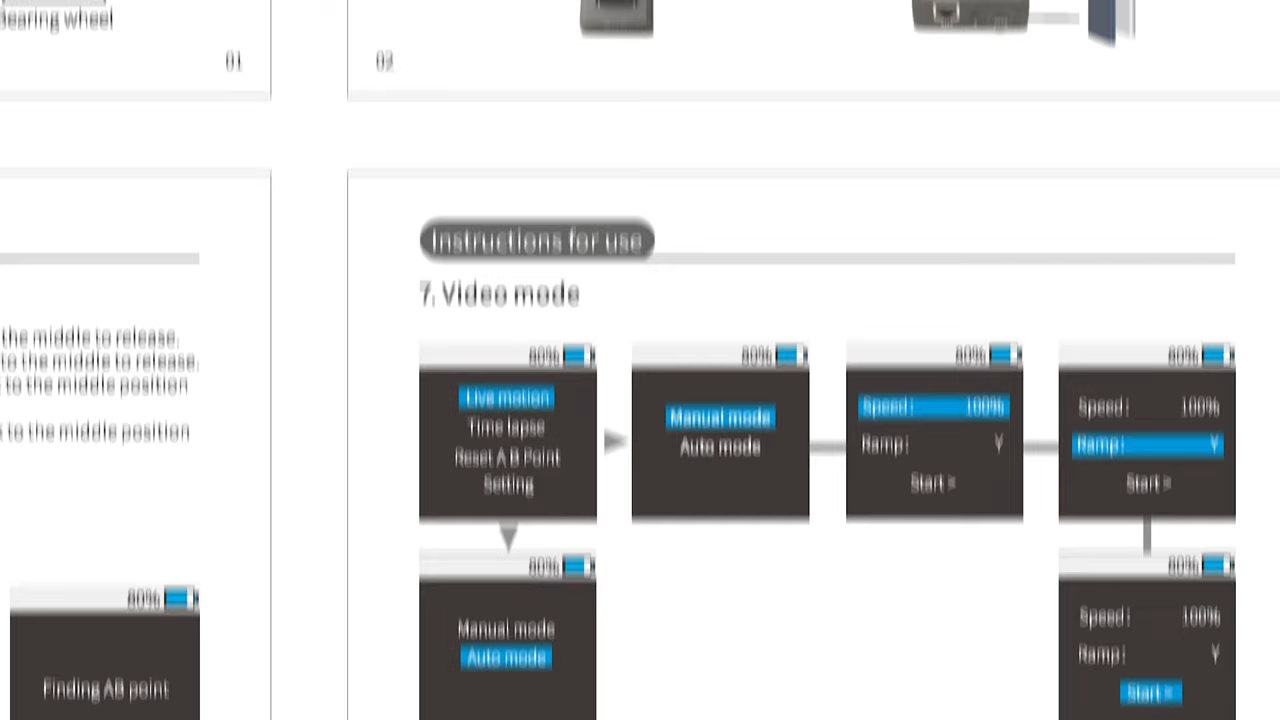 Bearing wheel
01
02
the middle to release.
to the middle to release.
to the middle position
to the middle position
80%
Finding AB point
Instructions for use
7. Video mode
80%
Live motion
Time lapse
Reset A B Point
Setting
80%
Manual mode
Auto mode
80%
Speed: 100%
Ramp: Y
Start >
80%
Speed: 100%
Ramp: Y
Start >
80%
Manual mode
Auto mode
80%
Speed: 100%
Ramp: Y
Start >